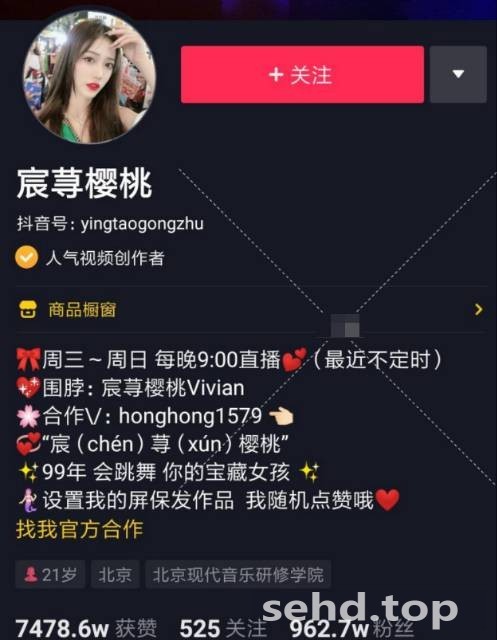 + 关注
宸荨樱桃
抖音号: yingtaogongzhu
人气视频创作者
商品橱窗
🎀周三~周日 每晚9:00直播💕(最近不定时)
💖围脖: 宸荨樱桃Vivian
🌸合作\/: honghong1579 👈🏻
💞“宸(chén)荨(xún)樱桃”
✨99年 会跳舞 你的宝藏女孩 ✨
🧜🏻‍♀️设置我的屏保发作品 我随机点赞哦❤️
找我官方合作
21岁 北京 北京现代音乐研修学院
7478.6w 获赞 525 关注 962.7w 粉丝
sehd.top